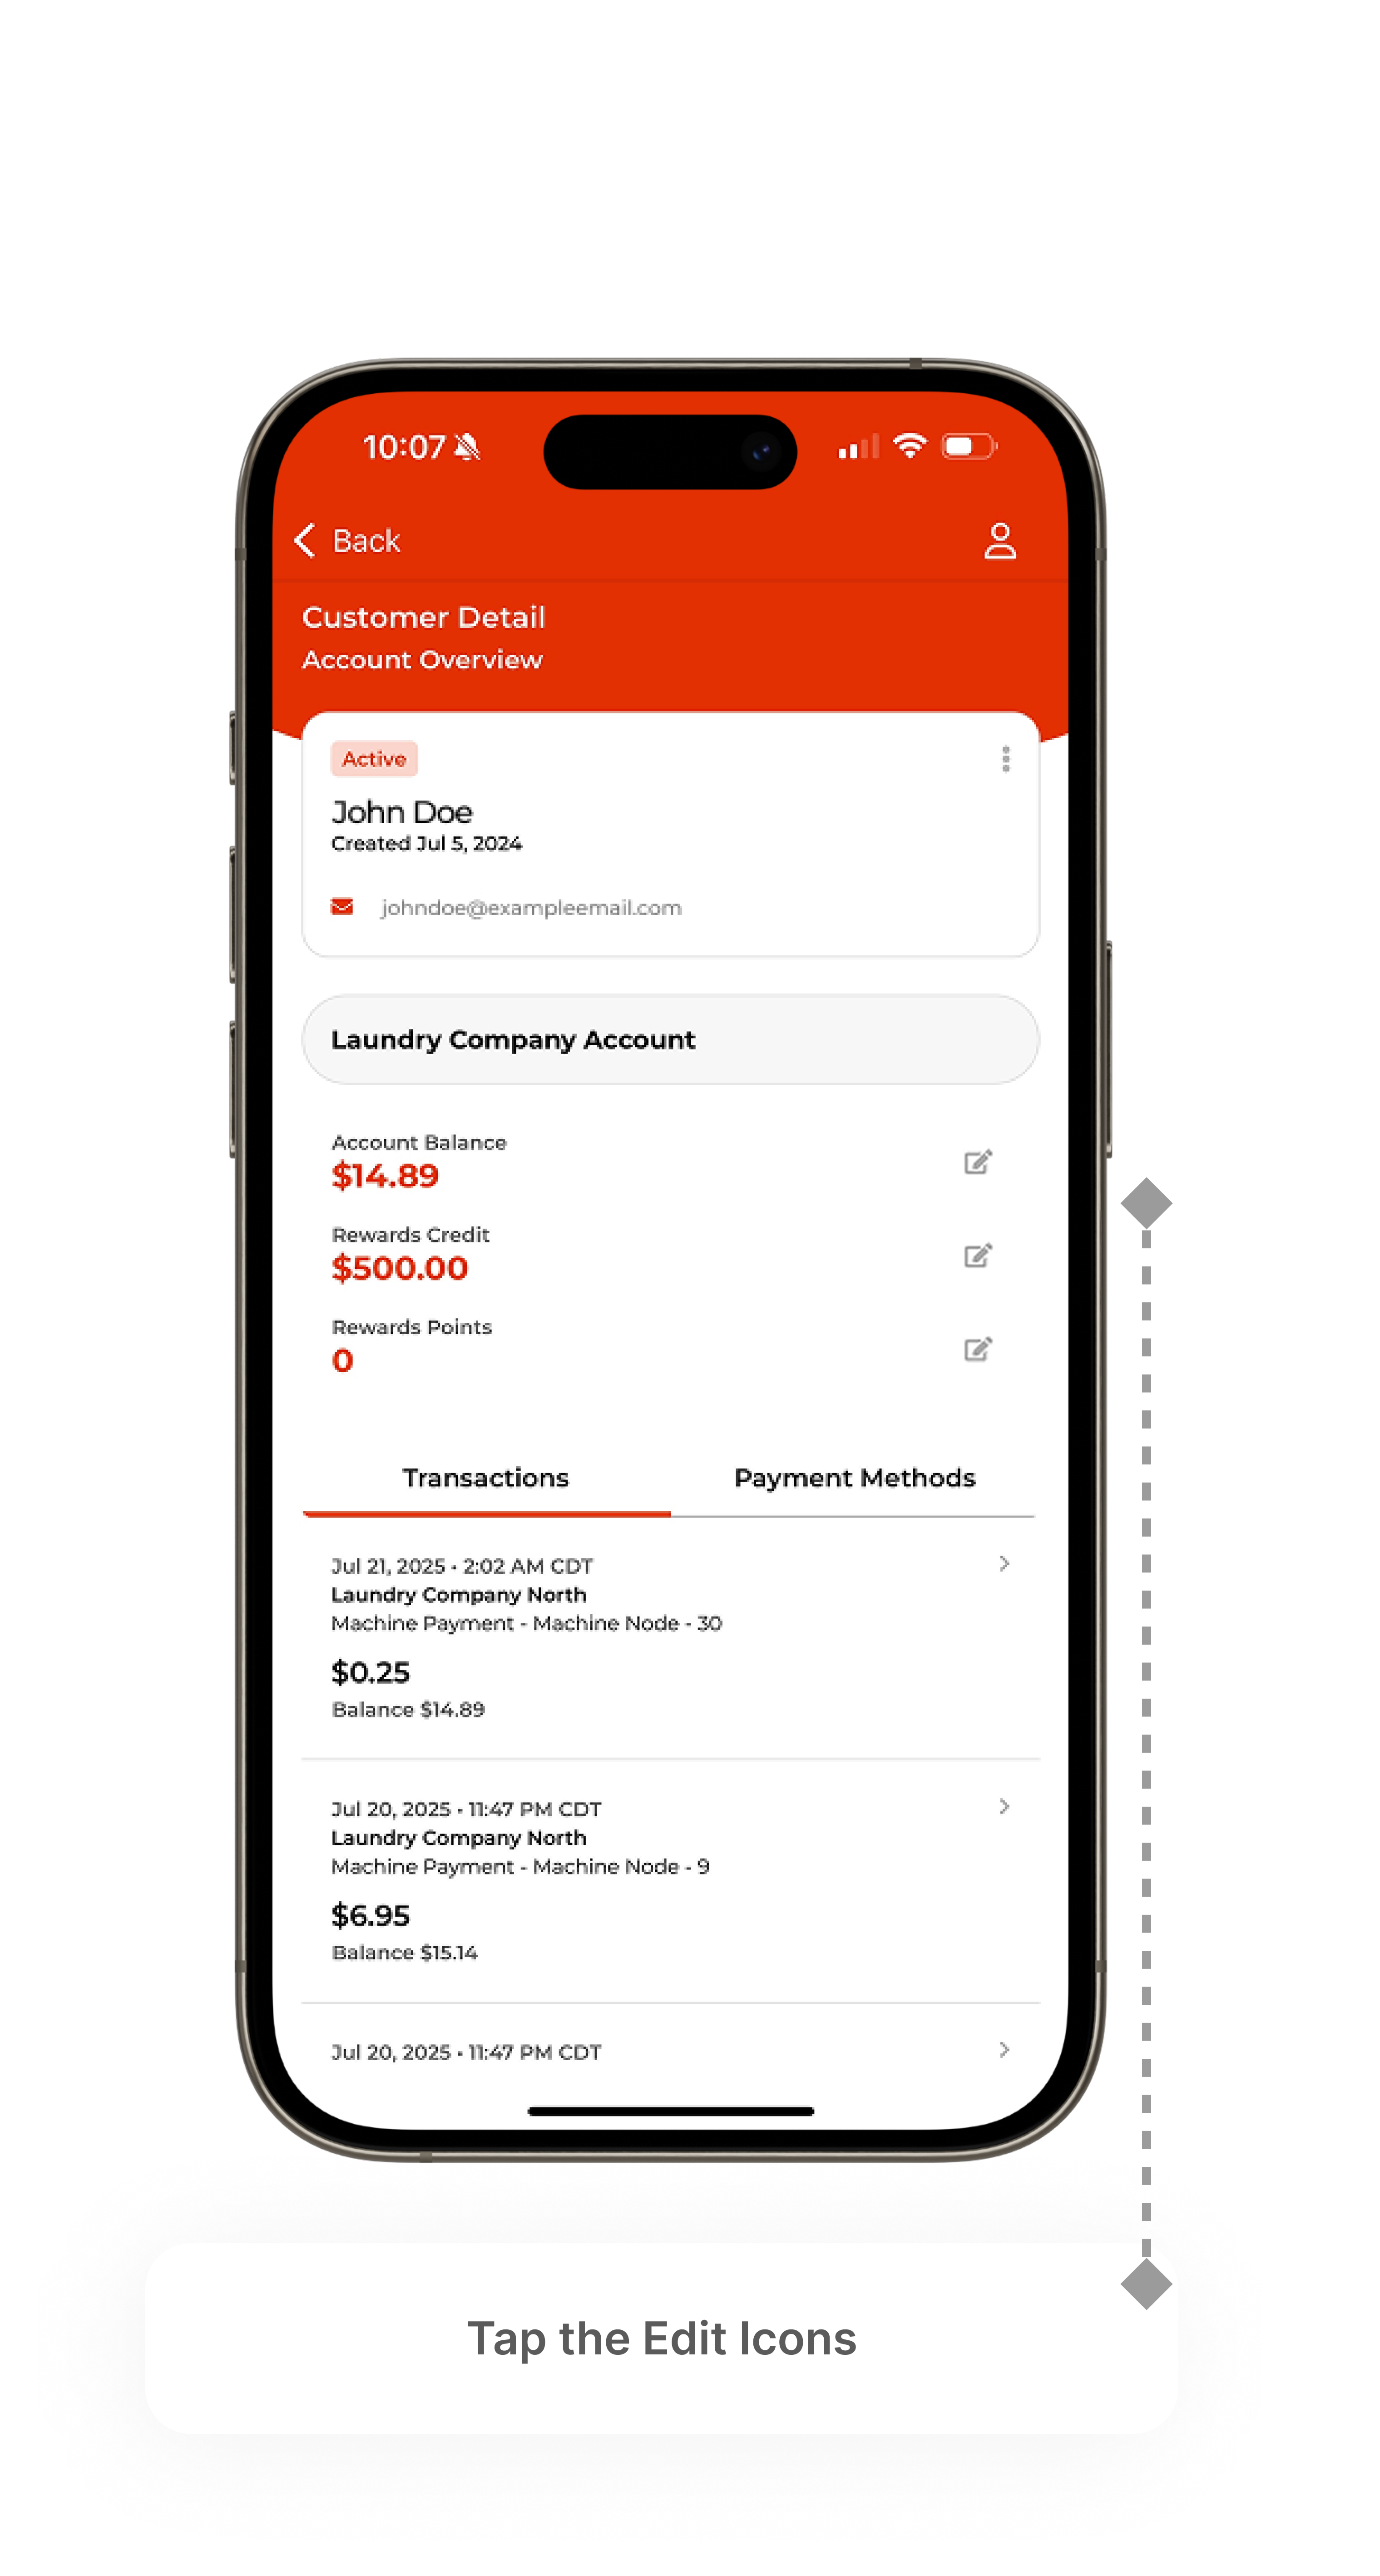 10:07
Back
Customer Detail
Account Overview
Active
John Doe
Created Jul 5, 2024
johndoe@exampleemail.com
Laundry Company Account
Account Balance
$14.89
Rewards Credit
$500.00
Rewards Points
0
Transactions Payment Methods
Jul 21, 2025 • 2:02 AM CDT
Laundry Company North
Machine Payment - Machine Node - 30
$0.25
Balance $14.89
Jul 20, 2025 • 11:47 PM CDT
Laundry Company North
Machine Payment - Machine Node - 9
$6.95
Balance $15.14
Jul 20, 2025 • 11:47 PM CDT
Tap the Edit Icons